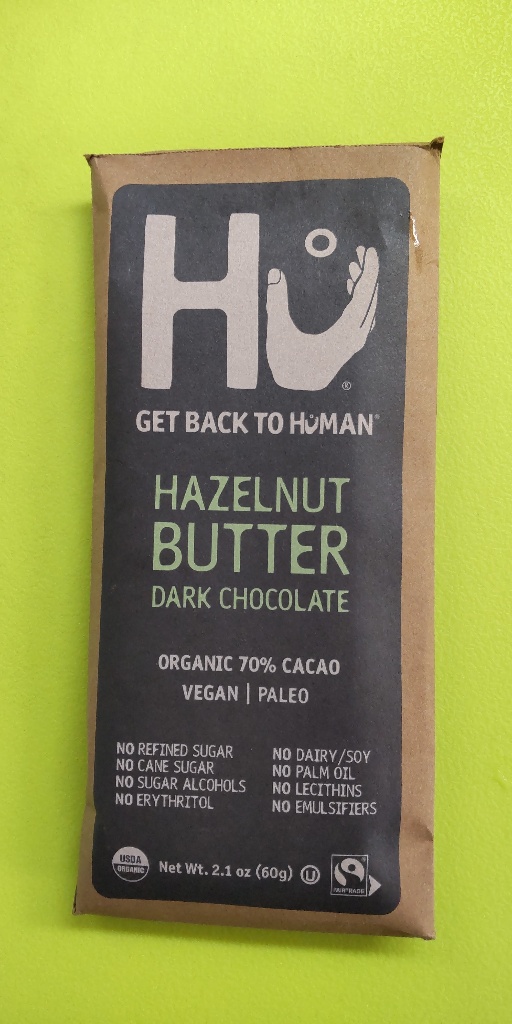 Hů®
GET BACK TO HůMAN®
HAZELNUT
BUTTER
DARK CHOCOLATE
ORGANIC 70% CACAO
VEGAN | PALEO
NO REFINED SUGAR
NO CANE SUGAR
NO SUGAR ALCOHOLS
NO ERYTHRITOL
NO DAIRY/SOY
NO PALM OIL
NO LECITHINS
NO EMULSIFIERS
USDA
ORGANIC
Net Wt. 2.1 oz (60g)
U
FAIRTRADE